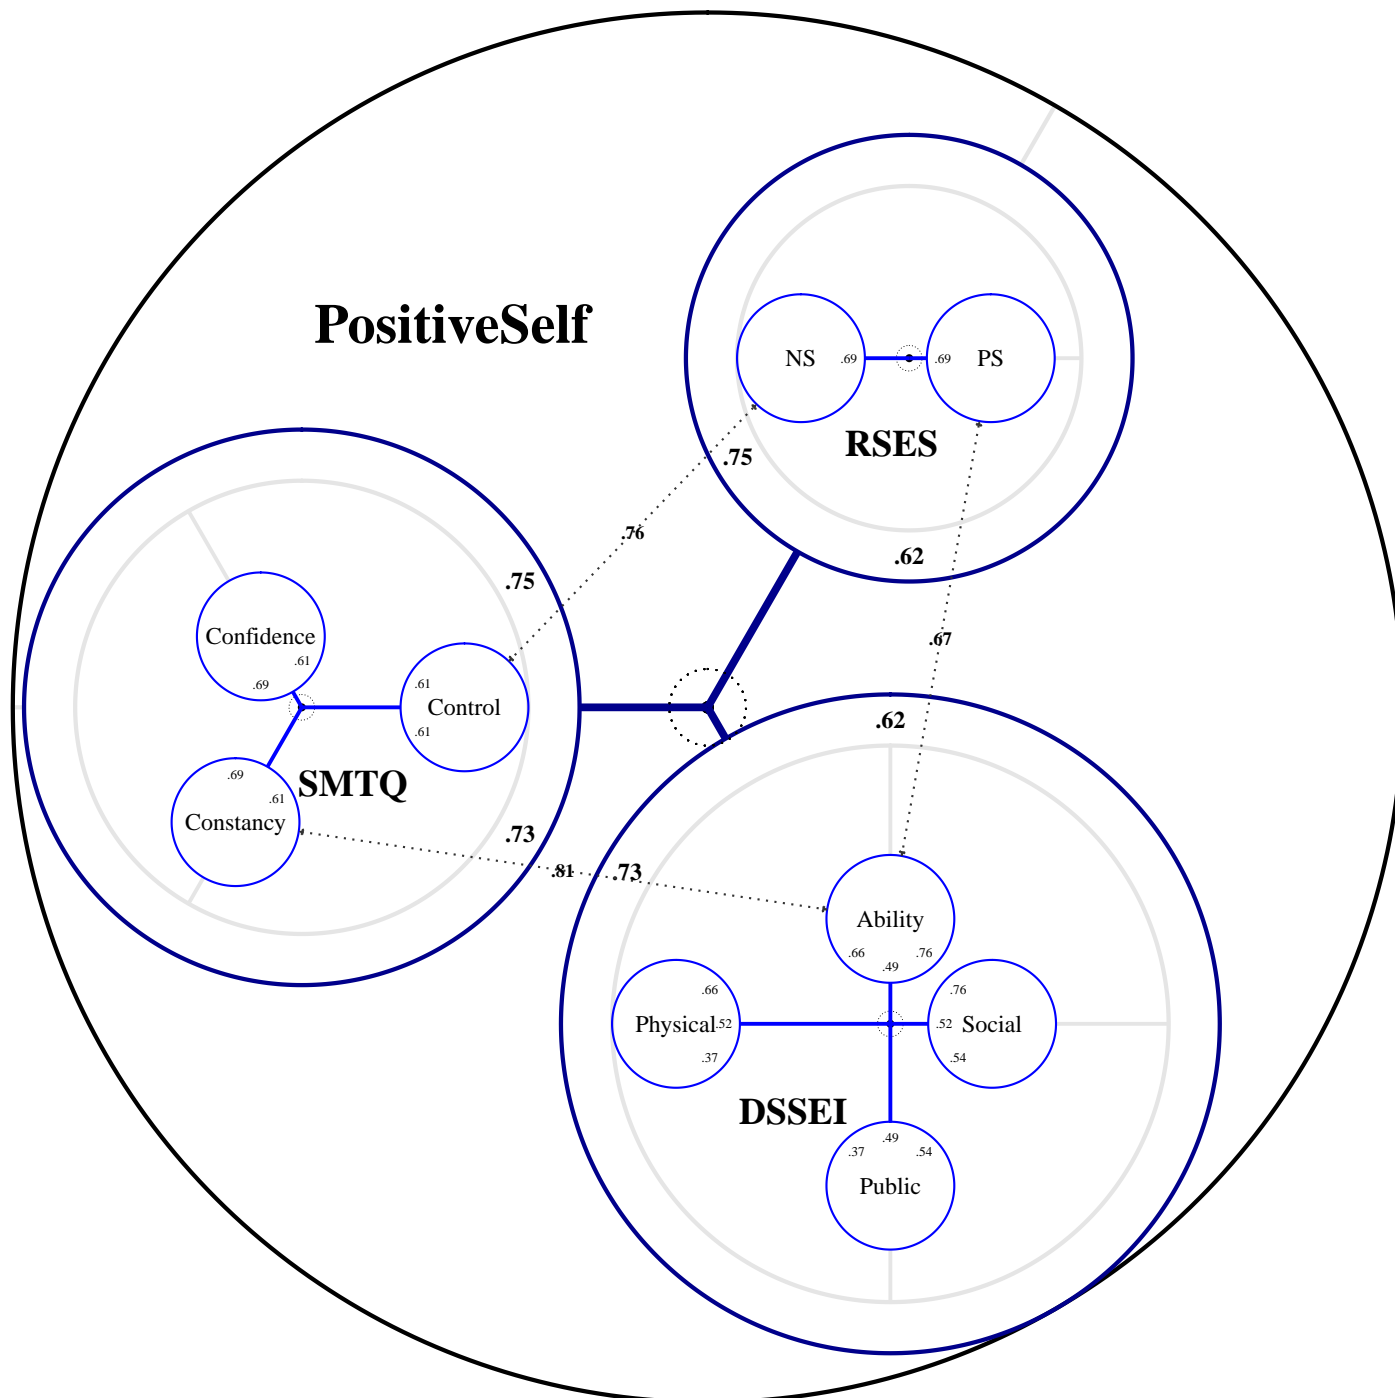 PositiveSelf
NS
.69
.69
PS
RSES
.75
.76
.62
.75
.67
Confidence
.61
.69
.61
Control
.61
.62
SMTQ
.69
.61
Constancy
.73
.81
.73
Ability
.66
.49
.76
.66
Physical
.52
.37
.76
.52
Social
.54
DSSEI
.37
.49
.54
Public